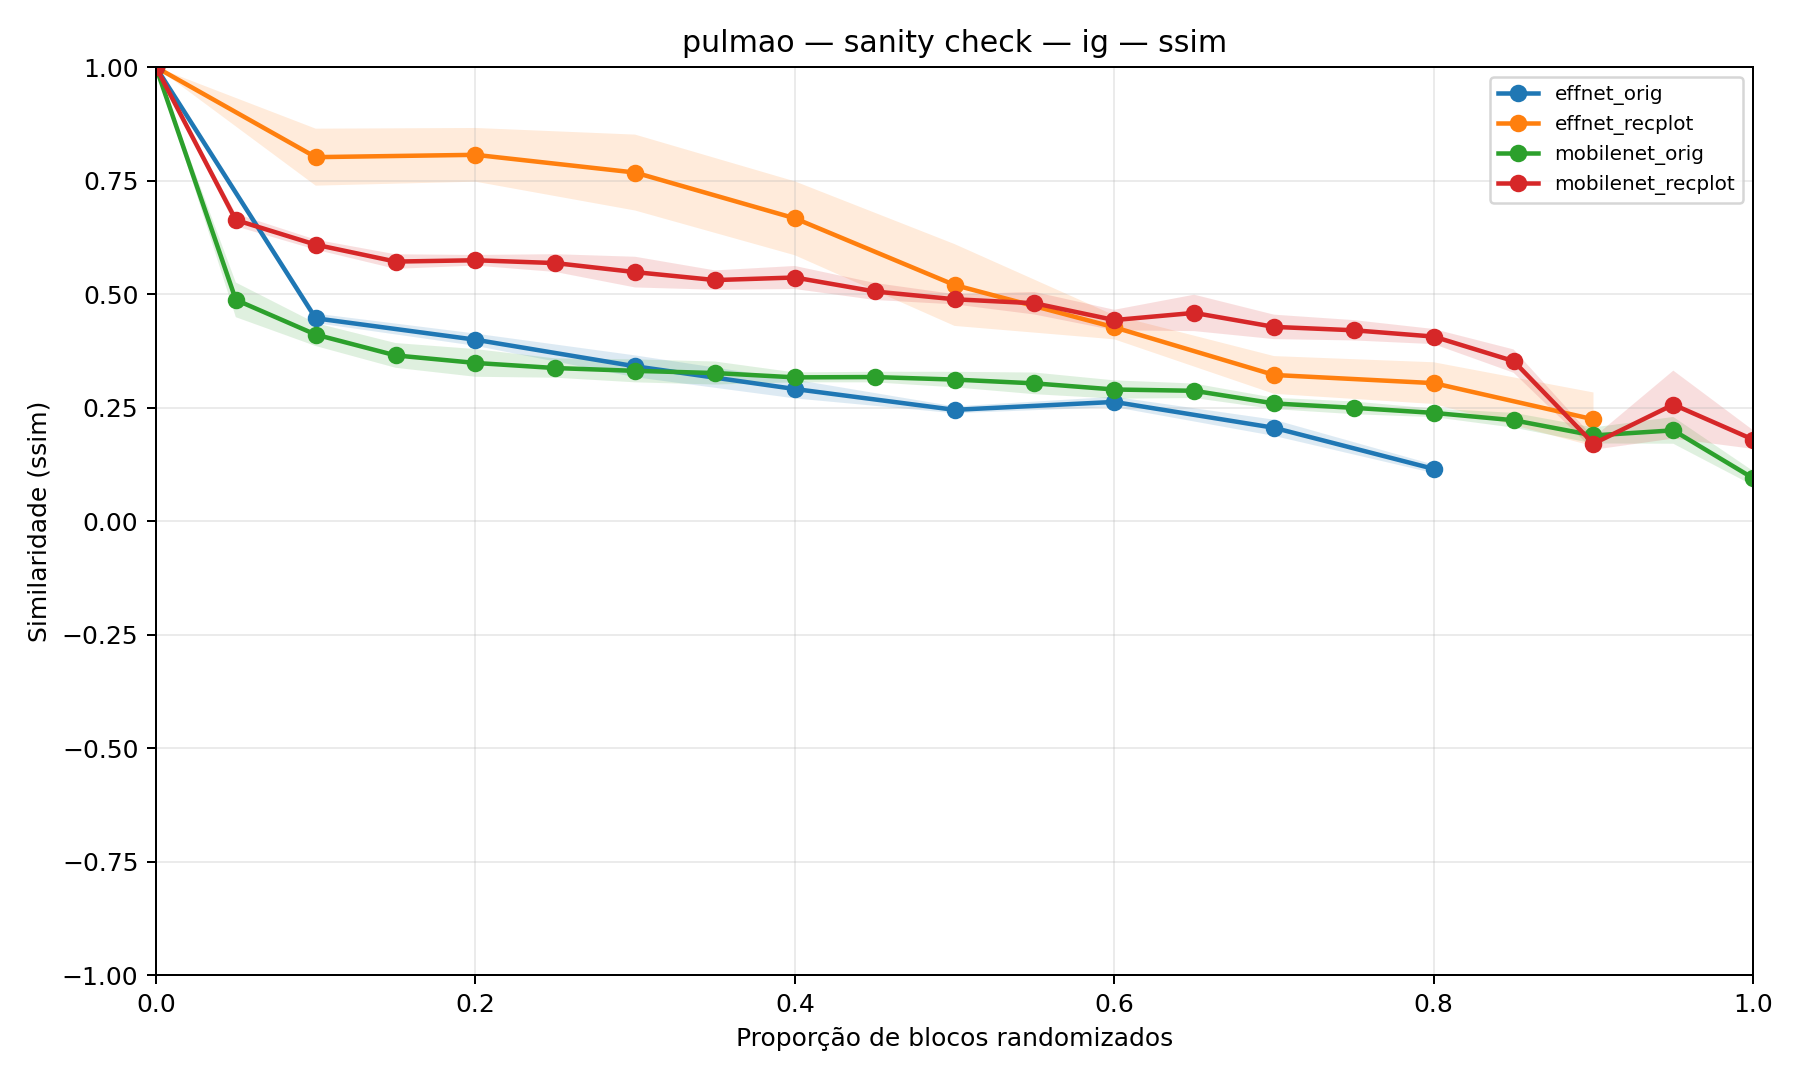 pulmao — sanity check — ig — ssim
effnet_orig
effnet_recplot
mobilenet_orig
mobilenet_recplot
Similaridade (ssim)
1.00
0.75
0.50
0.25
0.00
−0.25
−0.50
−0.75
−1.00
0.0 0.2 0.4 0.6 0.8 1.0
Proporção de blocos randomizados